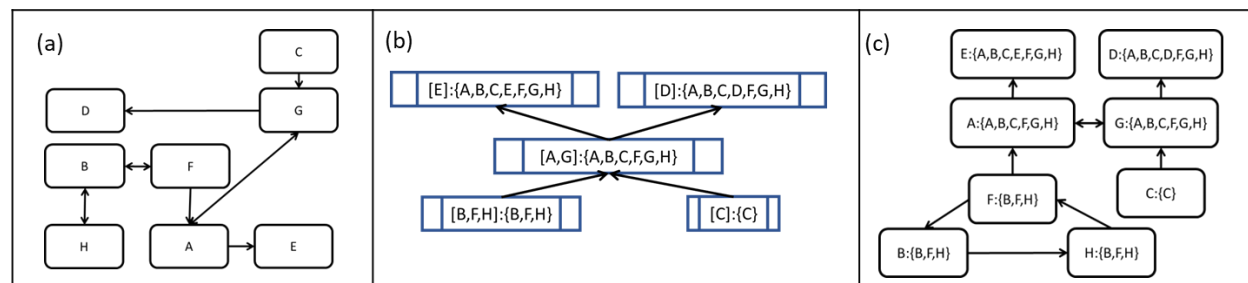 (a)
C
D
G
B
F
H
A
E
(b)
[E]:{A,B,C,E,F,G,H}
[D]:{A,B,C,D,F,G,H}
[A,G]:{A,B,C,F,G,H}
[B,F,H]:{B,F,H}
[C]:{C}
(c)
E:{A,B,C,E,F,G,H}
D:{A,B,C,D,F,G,H}
A:{A,B,C,F,G,H}
G:{A,B,C,F,G,H}
F:{B,F,H}
C:{C}
B:{B,F,H}
H:{B,F,H}